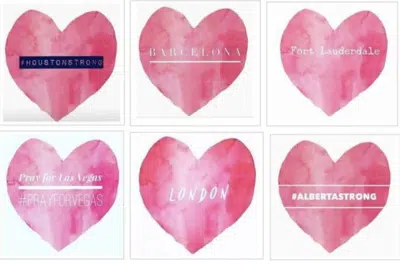 #HOUSTONSTRONG
BARCELONA
Fort Lauderdale
Pray for Las Vegas
#PRAYFORVEGAS
LONDON
#ALBERTASTRONG